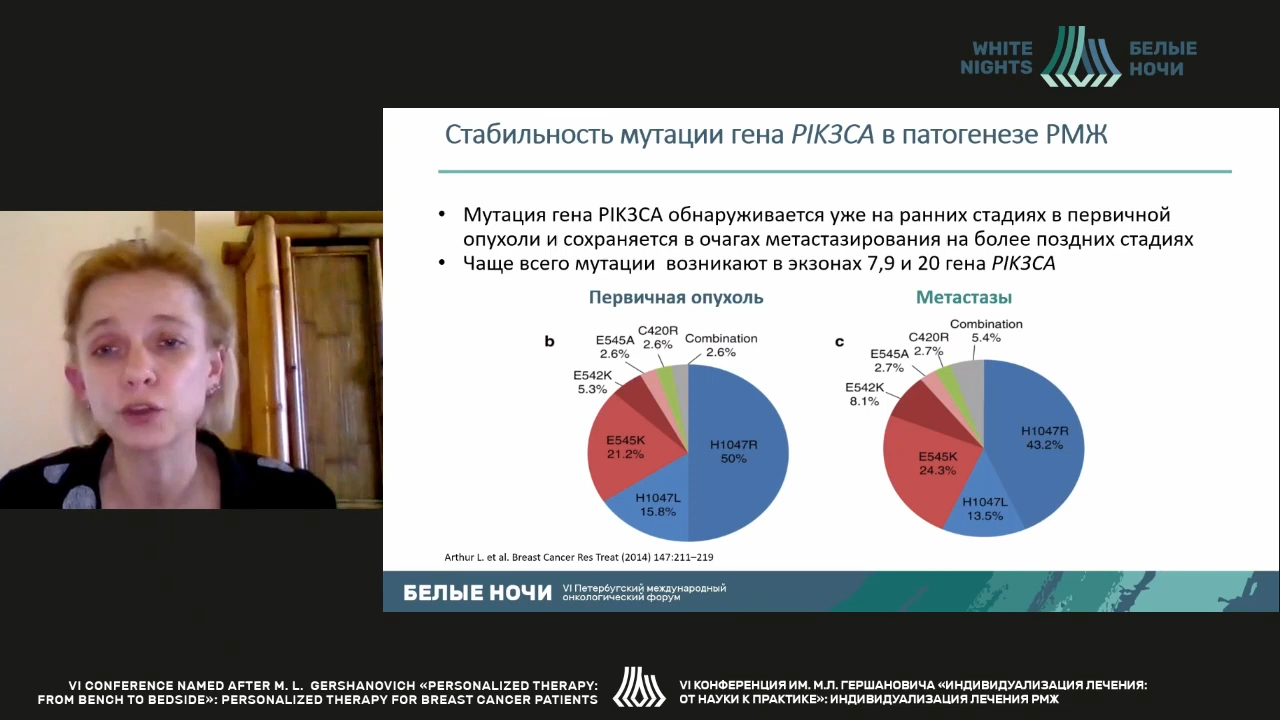 WHITE
NIGHTS
БЕЛЫЕ
НОЧИ
Стабильность мутации гена PIK3CA в патогенезе РМЖ
• Мутация гена PIK3CA обнаруживается уже на ранних стадиях в первичной
опухоли и сохраняется в очагах метастазирования на более поздних стадиях
• Чаще всего мутации возникают в экзонах 7,9 и 20 гена PIK3CA
Первичная опухоль
b
C420R
2.6%
E545A
2.6%
Combination
2.6%
E542K
5.3%
E545K
21.2%
H1047R
50%
H1047L
15.8%
Метастазы
c
Combination
5.4%
C420R
2.7%
E545A
2.7%
E542K
8.1%
H1047R
43.2%
E545K
24.3%
H1047L
13.5%
Arthur L. et al. Breast Cancer Res Treat (2014) 147:211–219
БЕЛЫЕ НОЧИ
VI Петербугский международный
онкологический форум
VI CONFERENCE NAMED AFTER M. L. GERSHANOVICH «PERSONALIZED THERAPY:
FROM BENCH TO BEDSIDE»: PERSONALIZED THERAPY FOR BREAST CANCER PATIENTS
VI КОНФЕРЕНЦИЯ ИМ. М.Л. ГЕРШАНОВИЧА «ИНДИВИДУАЛИЗАЦИЯ ЛЕЧЕНИЯ:
ОТ НАУКИ К ПРАКТИКЕ»: ИНДИВИДУАЛИЗАЦИЯ ЛЕЧЕНИЯ РМЖ